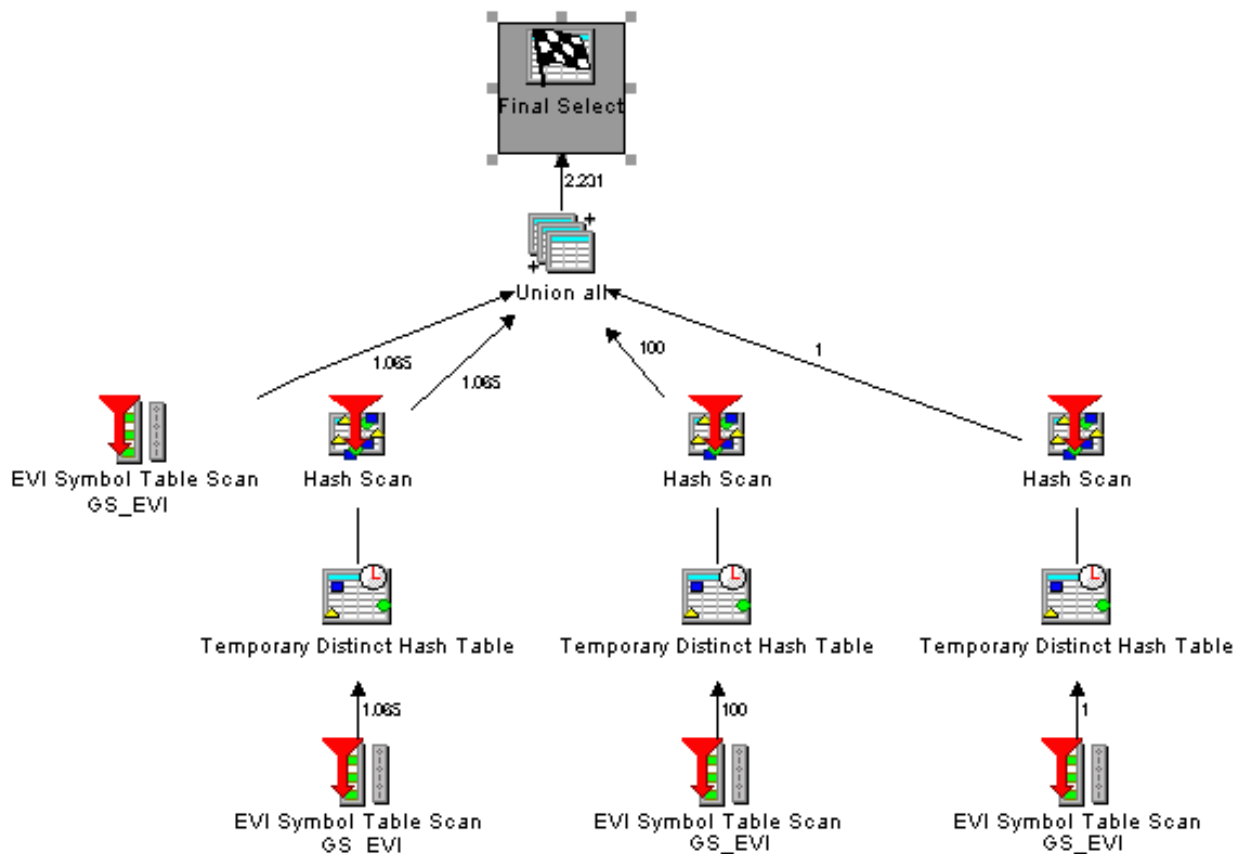 Final Select
2.231
Union all
1.065
1.065
100
1
EVI Symbol Table Scan
GS_EVI
Hash Scan
Hash Scan
Hash Scan
Temporary Distinct Hash Table
Temporary Distinct Hash Table
Temporary Distinct Hash Table
1.065
100
1
EVI Symbol Table Scan
GS_EVI
EVI Symbol Table Scan
GS_EVI
EVI Symbol Table Scan
GS_EVI